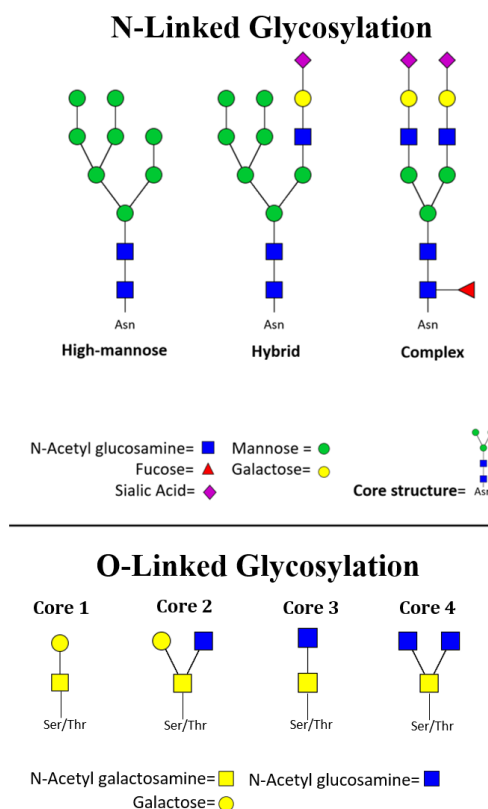 N-Linked Glycosylation
Asn Asn Asn
High-mannose Hybrid Complex
N-Acetyl glucosamine= Mannose =
Fucose= Galactose=
Sialic Acid=
Core structure= Asn
O-Linked Glycosylation
Core 1 Core 2 Core 3 Core 4
Ser/Thr Ser/Thr Ser/Thr Ser/Thr
N-Acetyl galactosamine= N-Acetyl glucosamine=
Galactose=